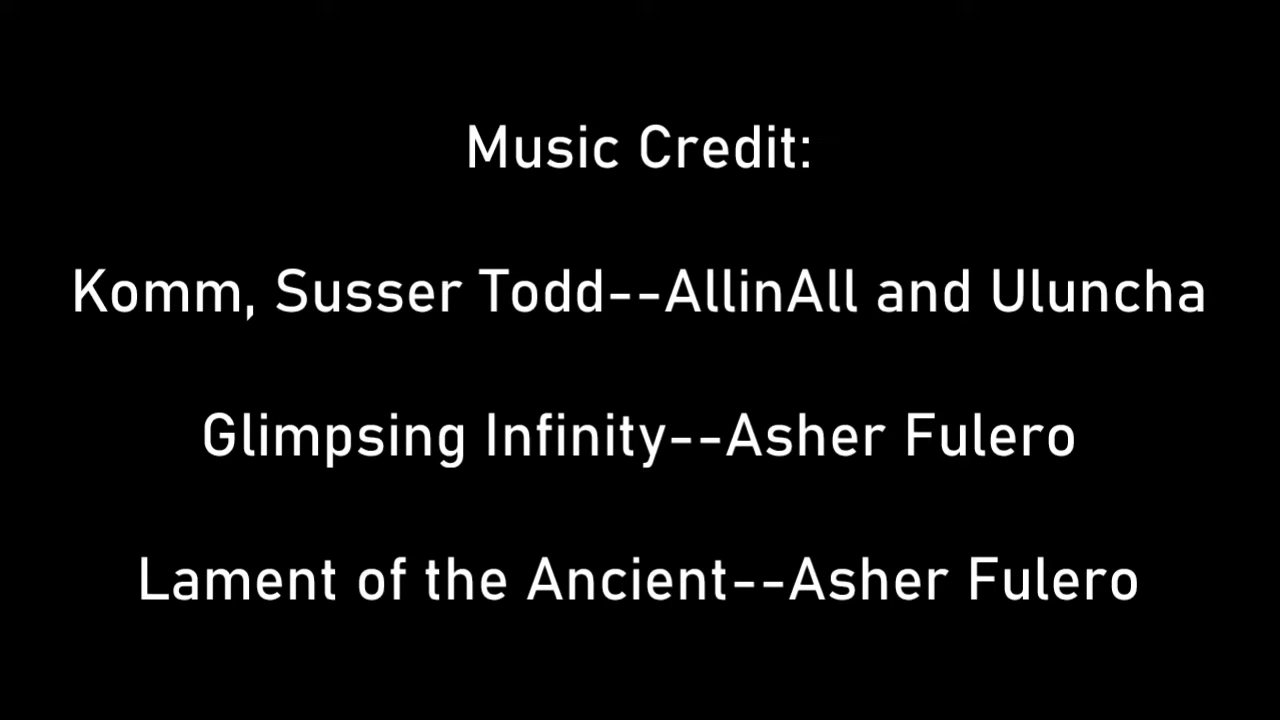 Music Credit:
Komm, Susser Todd--AllinAll and Uluncha
Glimpsing Infinity--Asher Fulero
Lament of the Ancient--Asher Fulero